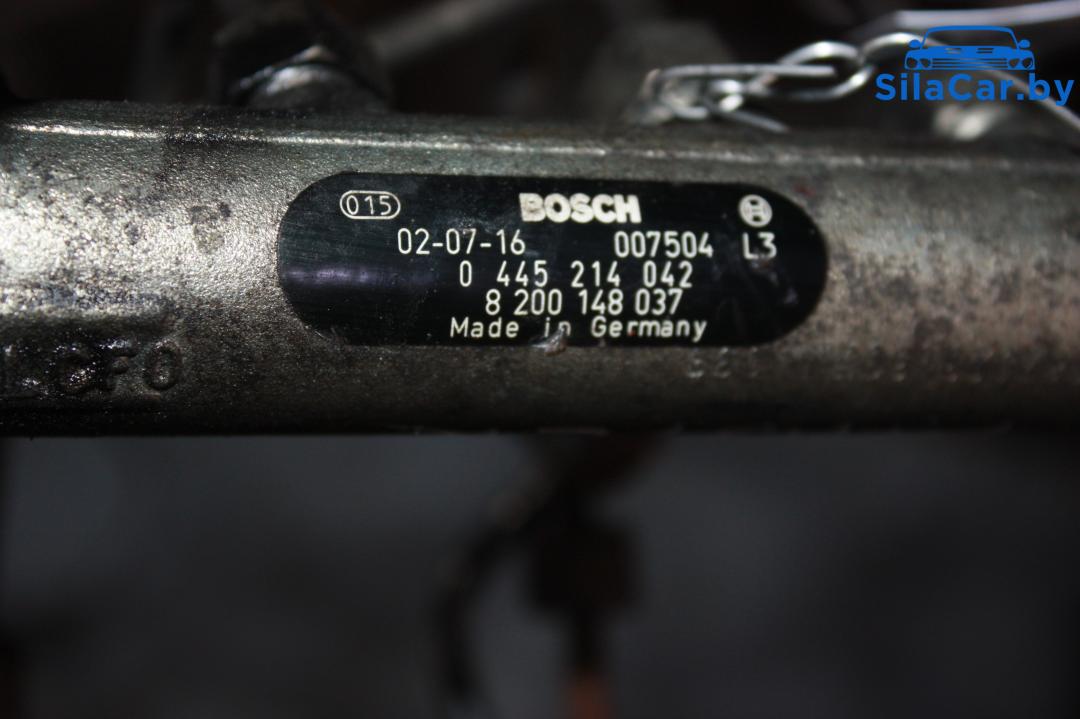 SilaCar.by
015 BOSCH
02-07-16 007504 L3
0 445 214 042
8 200 148 037
Made in Germany
CFO